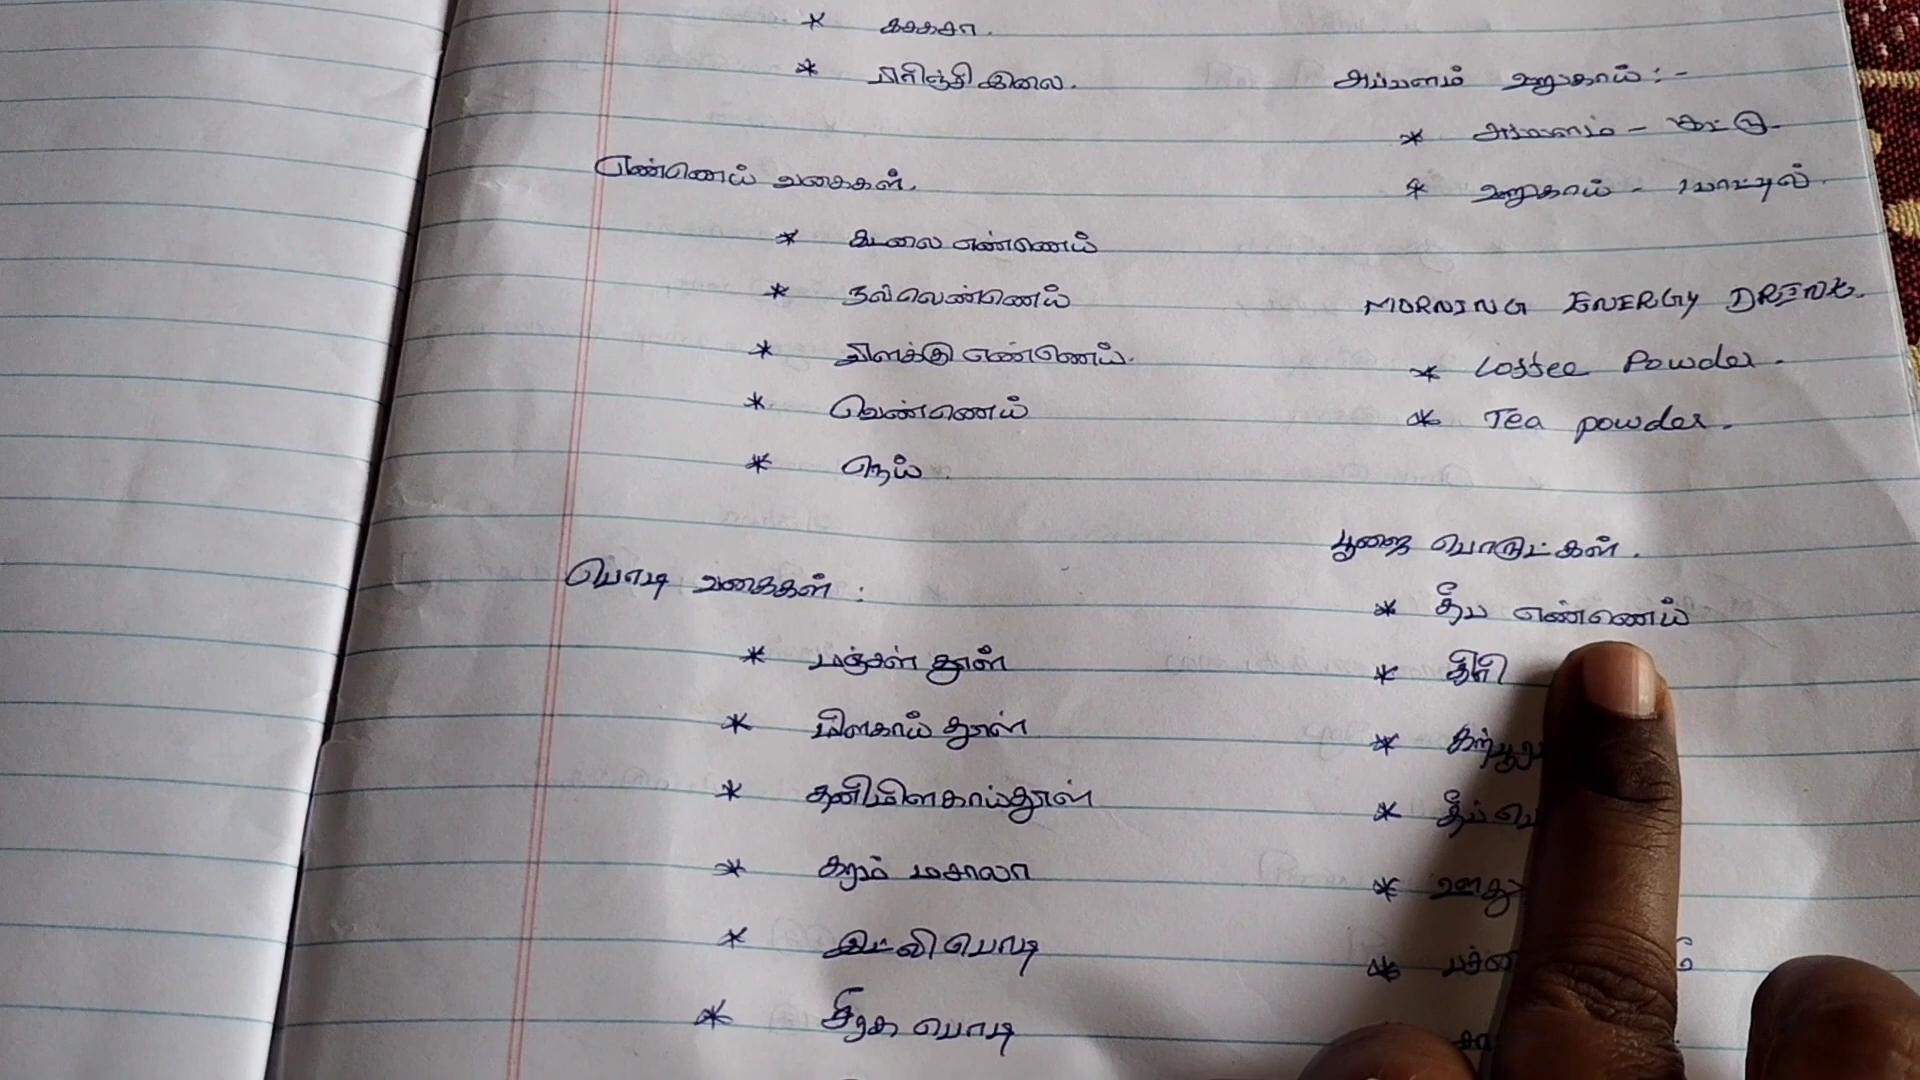 * கசகசா.
* பிரிஞ்சி இலை.
எண்ணெய் வகைகள்.
* கடலை எண்ணெய்
* நல்லெண்ணெய்
* விளக்கு எண்ணெய்.
* வெண்ணெய்
* நெய்.
பொடி வகைகள் :
* மஞ்சள் தூள்
* மிளகாய் தூள்
* தனிமிளகாய்தூள்
* கரம் மசாலா
* இட்லி பொடி
* சீரக பொடி
அப்பளம் ஊறுகாய் : -
* அப்பளம் - கட்டு.
* ஊறுகாய் - பாட்டில்.
MORNING ENERGY DRINK.
* Coffee Powder.
* Tea powder.
பூஜை பொருட்கள்.
* தீப எண்ணெய்
* திரி
*
*
*
*